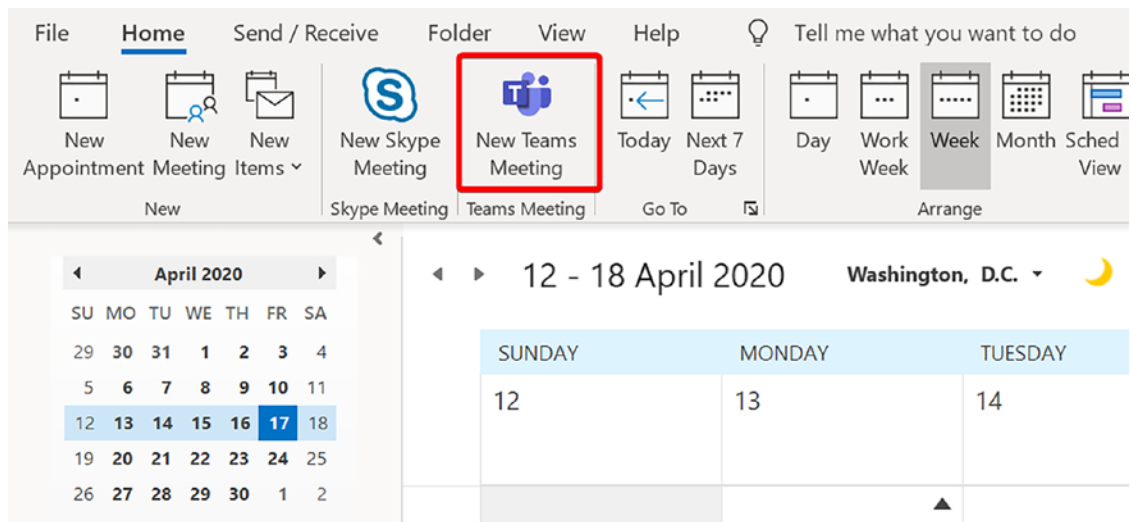 File Home Send / Receive Folder View Help Tell me what you want to do
New Appointment
New Meeting
New Items
New Skype Meeting
New Teams Meeting
Today
Next 7 Days
Day
Work Week
Week
Month
Sched View
New Skype Meeting Teams Meeting Go To Arrange
April 2020
SU MO TU WE TH FR SA
29 30 31 1 2 3 4
5 6 7 8 9 10 11
12 13 14 15 16 17 18
19 20 21 22 23 24 25
26 27 28 29 30 1 2
12 - 18 April 2020 Washington, D.C.
SUNDAY MONDAY TUESDAY
12 13 14